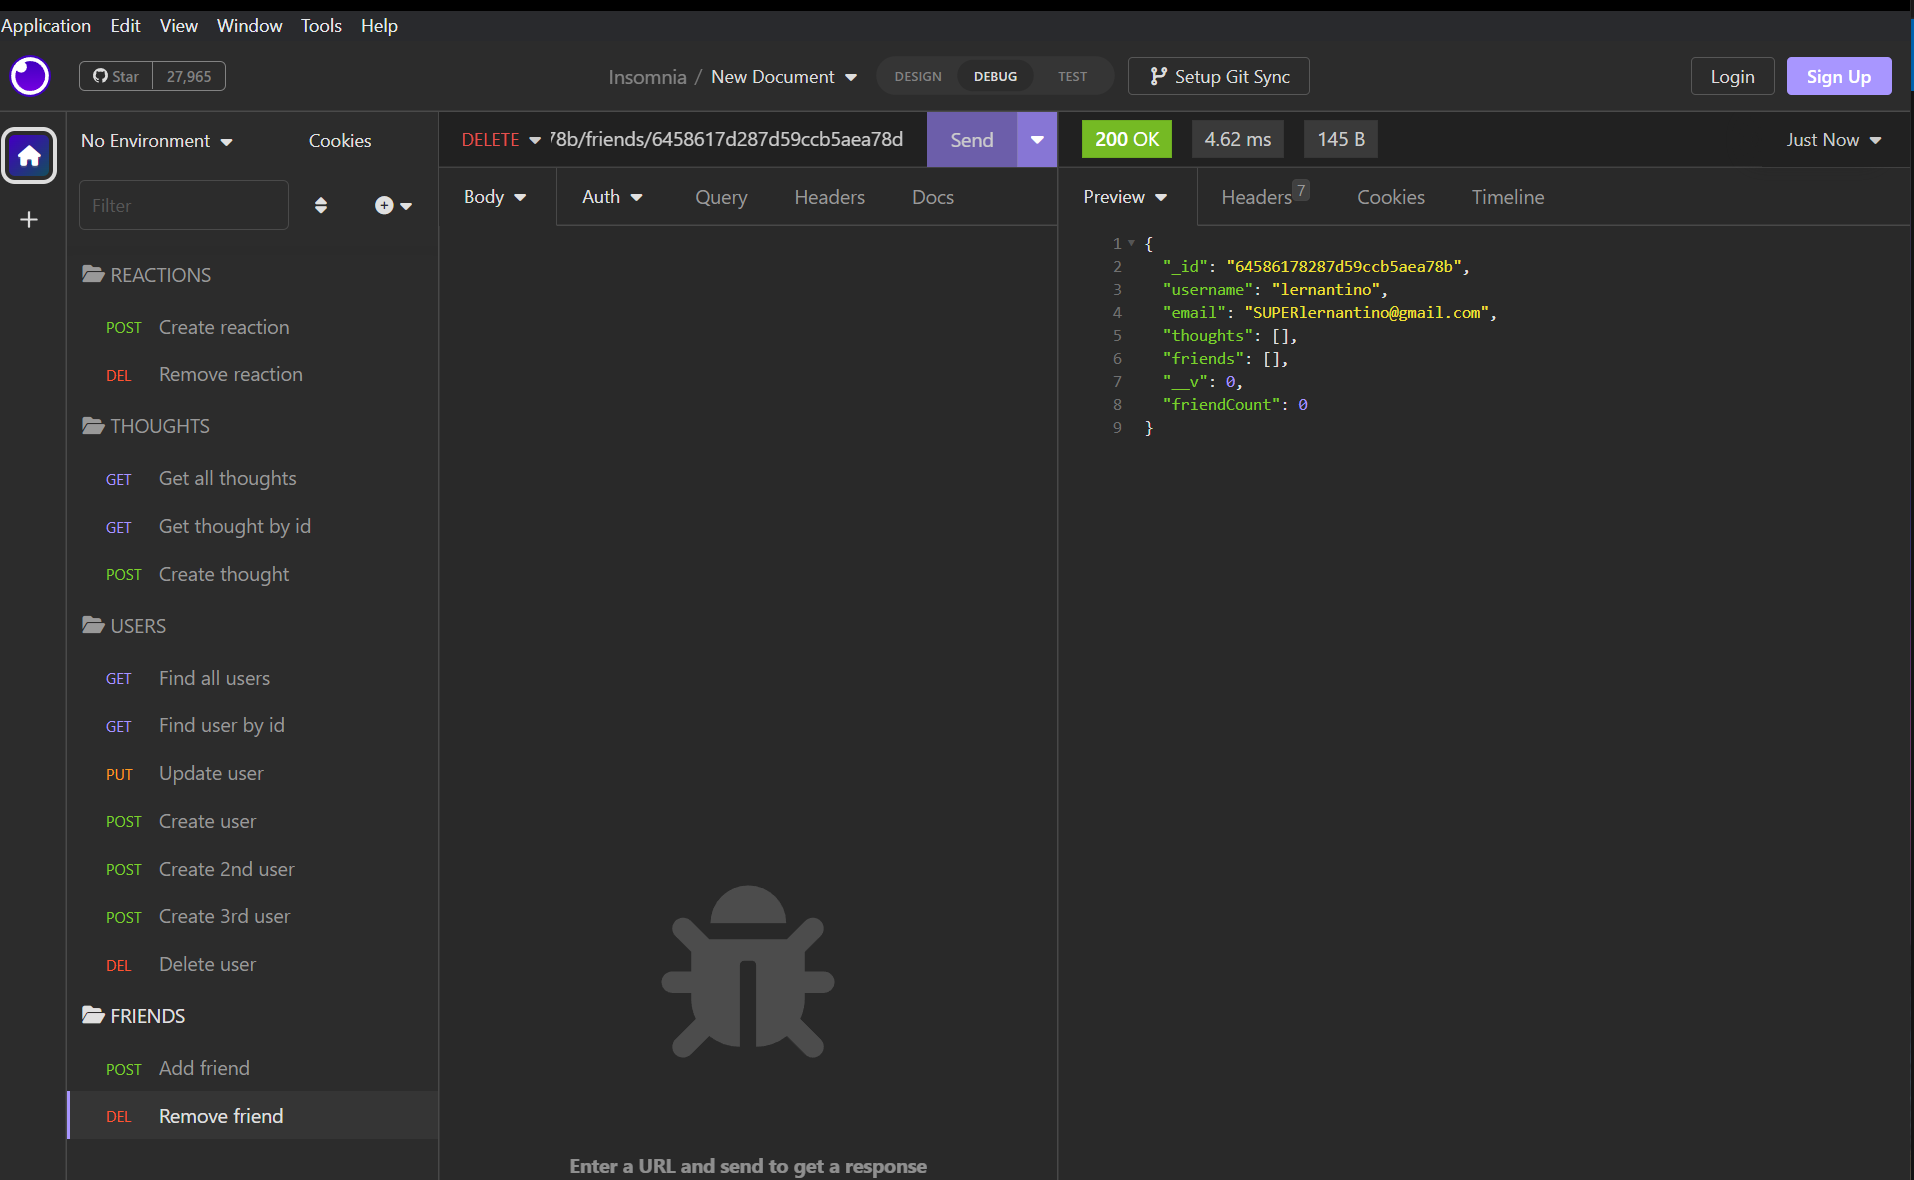 Application Edit View Window Tools Help
Star 27,965 Insomnia / New Document DESIGN DEBUG TEST Setup Git Sync Login Sign Up
No Environment Cookies
Filter
REACTIONS
POST Create reaction
DEL Remove reaction
THOUGHTS
GET Get all thoughts
GET Get thought by id
POST Create thought
USERS
GET Find all users
GET Find user by id
PUT Update user
POST Create user
POST Create 2nd user
POST Create 3rd user
DEL Delete user
FRIENDS
POST Add friend
DEL Remove friend
DELETE 78b/friends/6458617d287d59ccb5aea78d Send
Body Auth Query Headers Docs
Enter a URL and send to get a response
200 OK 4.62 ms 145 B Just Now
Preview Headers 7 Cookies Timeline
1 {
2 "_id": "64586178287d59ccb5aea78b",
3 "username": "lernantino",
4 "email": "SUPERlernantino@gmail.com",
5 "thoughts": [],
6 "friends": [],
7 "__v": 0,
8 "friendCount": 0
9 }